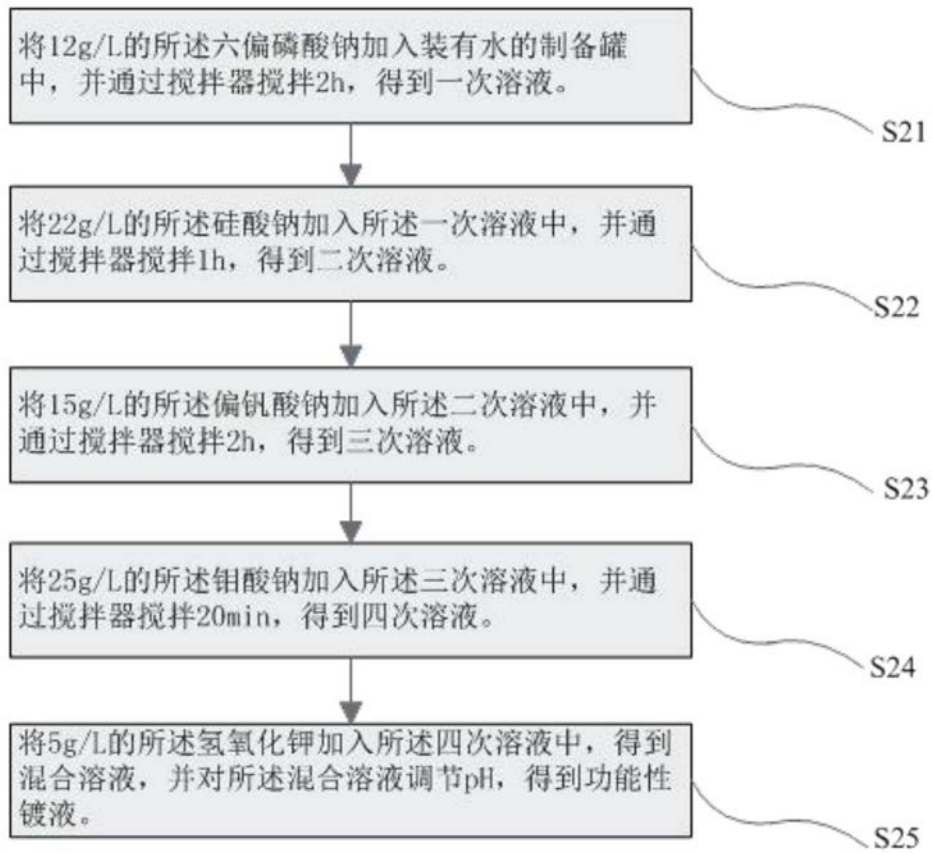 将12g/L的所述六偏磷酸钠加入装有水的制备罐
中，并通过搅拌器搅拌2h，得到一次溶液。
S21
将22g/L的所述硅酸钠加入所述一次溶液中，并通
过搅拌器搅拌1h，得到二次溶液。
S22
将15g/L的所述偏钒酸钠加入所述二次溶液中，并
通过搅拌器搅拌2h，得到三次溶液。
S23
将25g/L的所述钼酸钠加入所述三次溶液中，并通
过搅拌器搅拌20min，得到四次溶液。
S24
将5g/L的所述氢氧化钾加入所述四次溶液中，得到
混合溶液，并对所述混合溶液调节pH，得到功能性
镀液。
S25